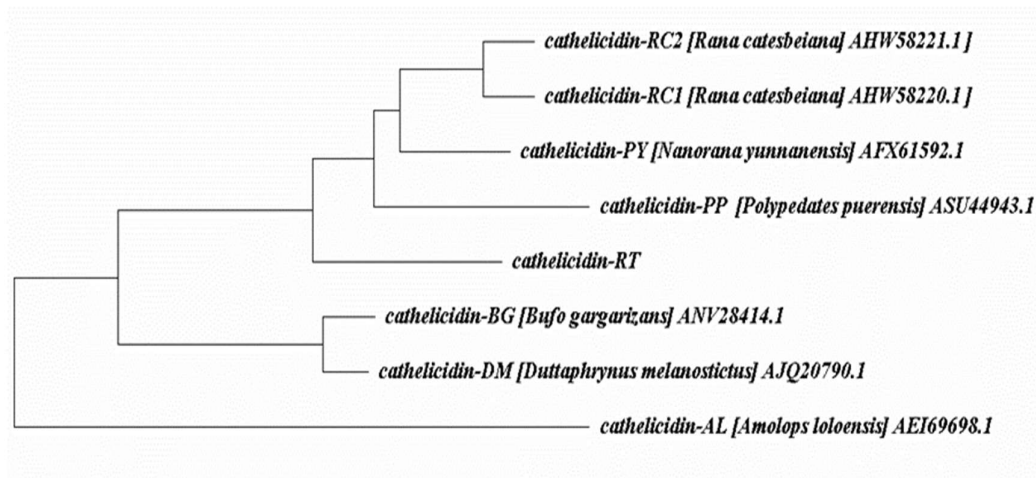 cathelicidin-RC2 [Rana catesbeiana] AHW58221.1 ]
cathelicidin-RC1 [Rana catesbeiana] AHW58220.1 ]
cathelicidin-PY [Nanorana yunnanensis] AFX61592.1
cathelicidin-PP [Polypedates puerensis] ASU44943.1
cathelicidin-RT
cathelicidin-BG [Bufo gargarizans] ANV28414.1
cathelicidin-DM [Duttaphrynus melanostictus] AJQ20790.1
cathelicidin-AL [Amolops loloensis] AEI69698.1